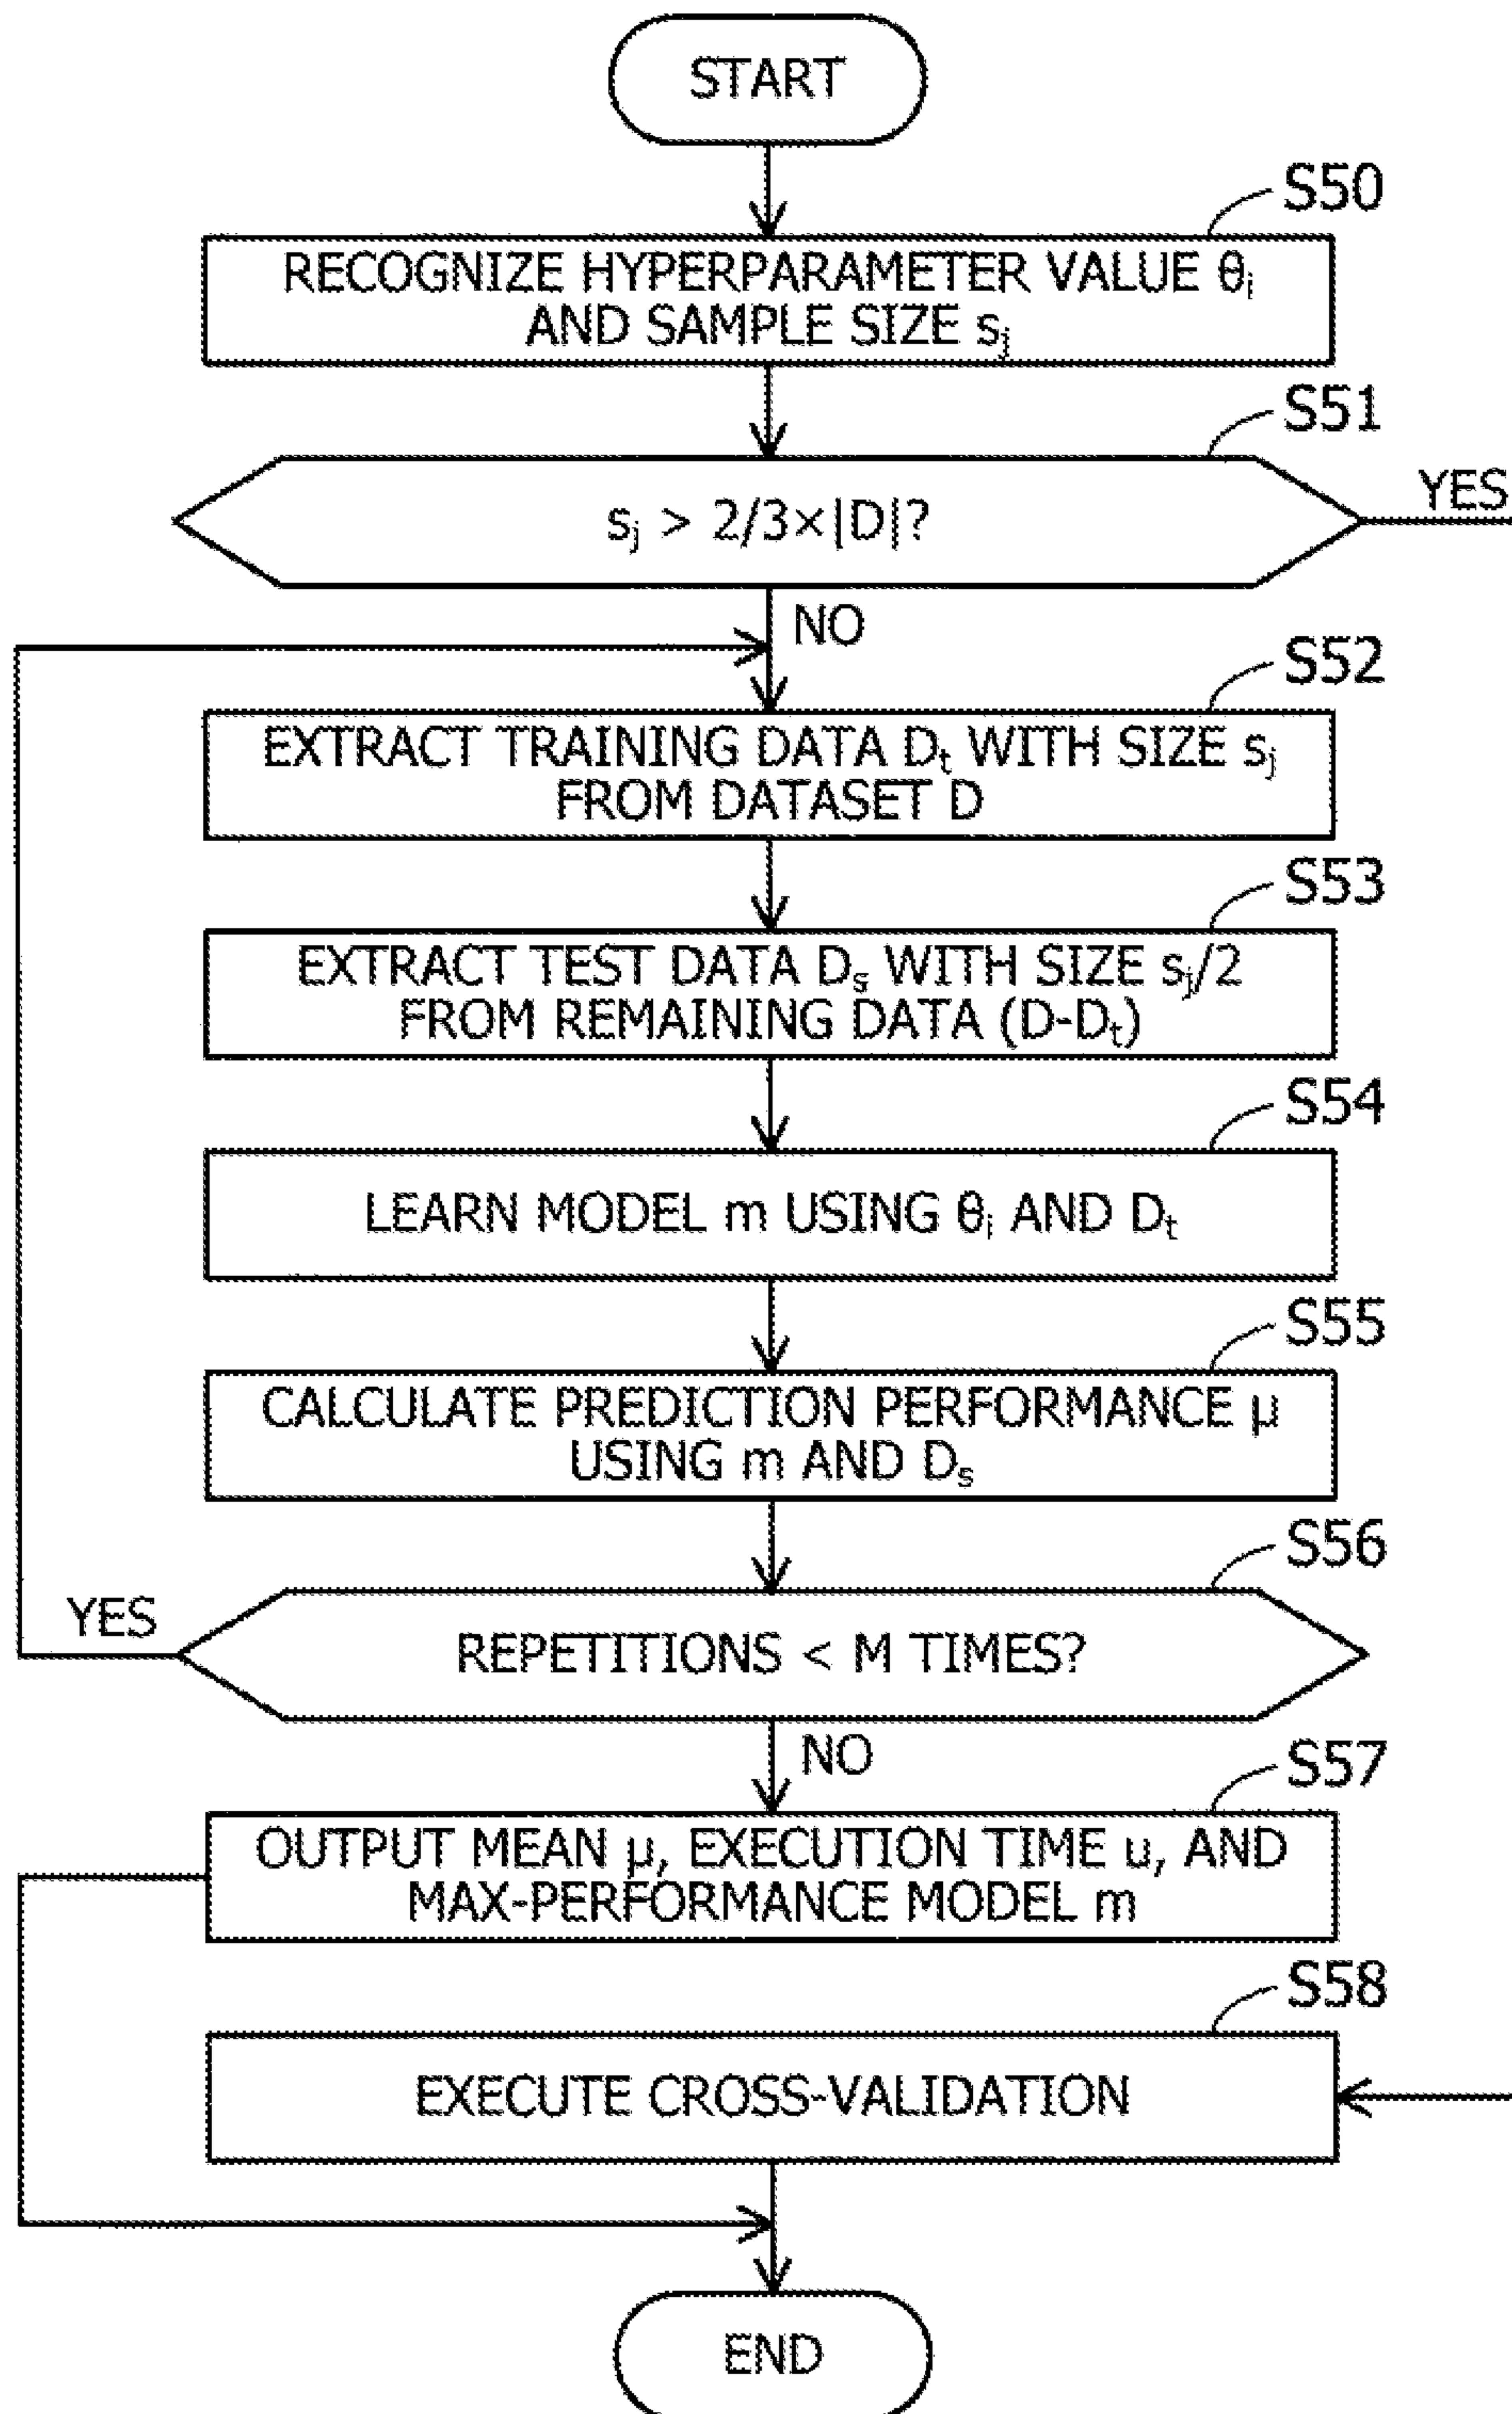 START
S50
RECOGNIZE HYPERPARAMETER VALUE θi
AND SAMPLE SIZE sj
S51
sj > 2/3×|D|?
YES
NO
S52
EXTRACT TRAINING DATA Dt WITH SIZE sj
FROM DATASET D
S53
EXTRACT TEST DATA Ds WITH SIZE sj/2
FROM REMAINING DATA (D-Dt)
S54
LEARN MODEL m USING θi AND Dt
S55
CALCULATE PREDICTION PERFORMANCE μ
USING m AND Ds
S56
YES
REPETITIONS < M TIMES?
NO
S57
OUTPUT MEAN μ, EXECUTION TIME u, AND
MAX-PERFORMANCE MODEL m
S58
EXECUTE CROSS-VALIDATION
END